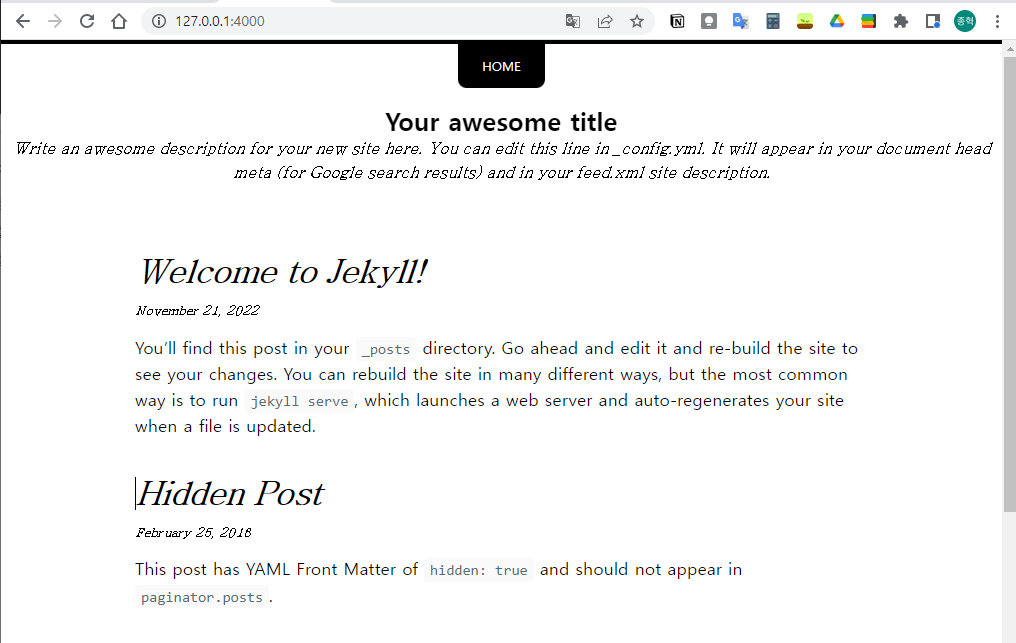 127.0.0.1:4000
종혁
HOME
Your awesome title
Write an awesome description for your new site here. You can edit this line in _config.yml. It will appear in your document head
meta (for Google search results) and in your feed.xml site description.
Welcome to Jekyll!
November 21, 2022
You'll find this post in your _posts directory. Go ahead and edit it and re-build the site to
see your changes. You can rebuild the site in many different ways, but the most common
way is to run jekyll serve, which launches a web server and auto-regenerates your site
when a file is updated.
Hidden Post
February 25, 2016
This post has YAML Front Matter of hidden: true and should not appear in
paginator.posts.